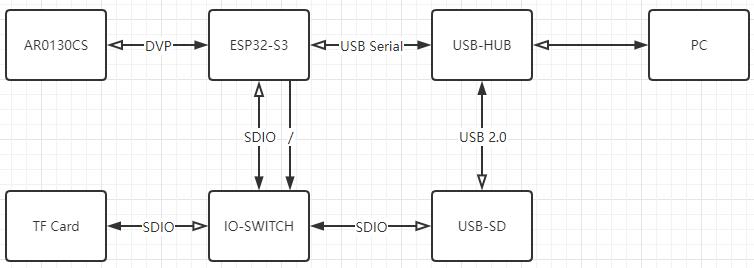 AR0130CS
DVP
ESP32-S3
USB Serial
USB-HUB
PC
SDIO
/
USB 2.0
TF Card
SDIO
IO-SWITCH
SDIO
USB-SD